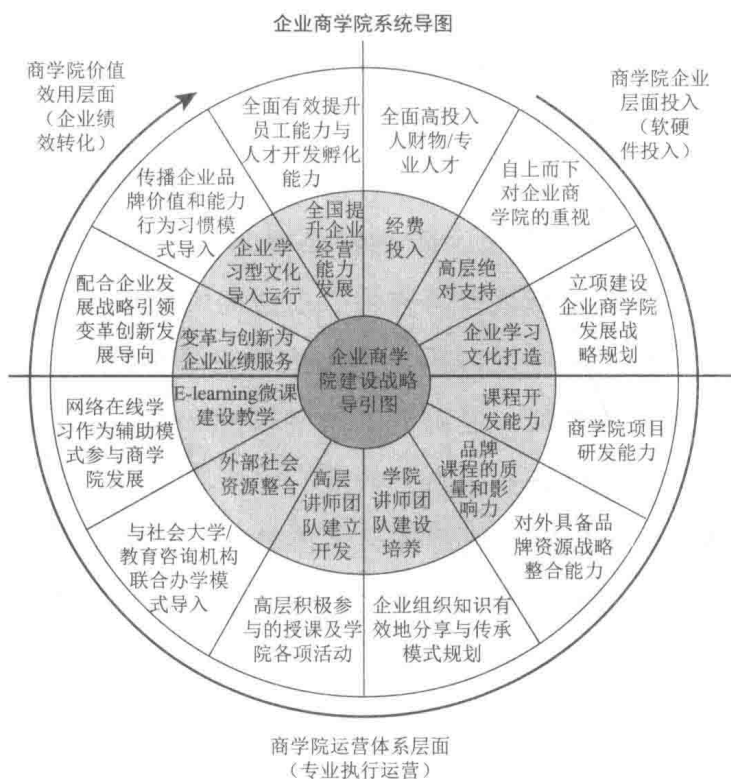 企业商学院系统导图
商学院价值
效用层面
（企业绩
效转化）
商学院企业
层面投入
（软硬
件投入）
全面有效提升
员工能力与
人才开发孵化
能力
全面高投入
人财物/专
业人才
自上而下
对企业商
学院的重视
立项建设
企业商学院
发展战
略规划
商学院项目
研发能力
对外具备品
牌资源战略
整合能力
企业组织知识有
效地分享与传承
模式规划
高层积极参
与的授课及学
院各项活动
与社会大学/
教育咨询机构
联合办学模
式导入
网络在线学
习作为辅助模
式参与商学
院发展
配合企业发
展战略引领
变革创新发
展导向
传播企业品
牌价值和能力
行为习惯模
式导入
全国提
升企业
经营
能力
发展
经费
投入
高层绝
对支持
企业学习
文化打造
课程开
发能力
品牌
课程的质
量和影
响力
学院
讲师团
队建设
培养
高层
讲师团
队建立
开发
外部社会
资源整合
E-learning微课
建设教学
变革与创新为
企业业绩服务
企业学
习型文化
导入运行
企业商学
院建设战略
导引图
商学院运营体系层面
（专业执行运营）